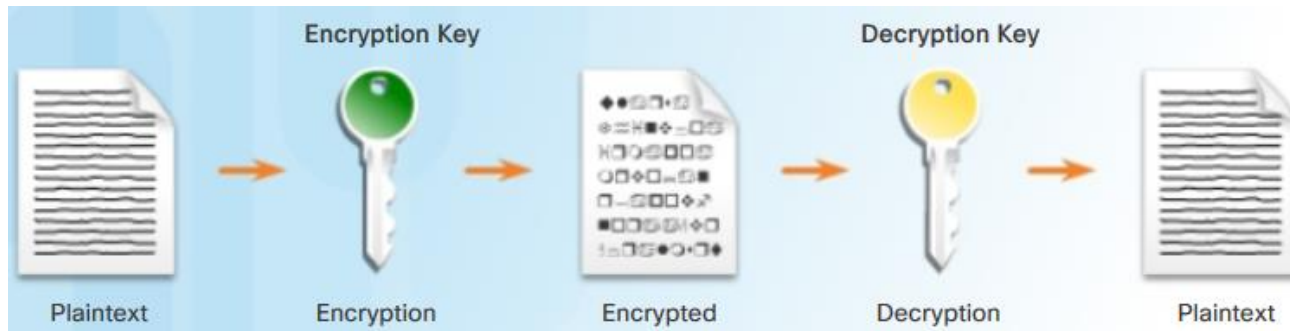 Encryption Key
Decryption Key
Plaintext
Encryption
Encrypted
Decryption
Plaintext